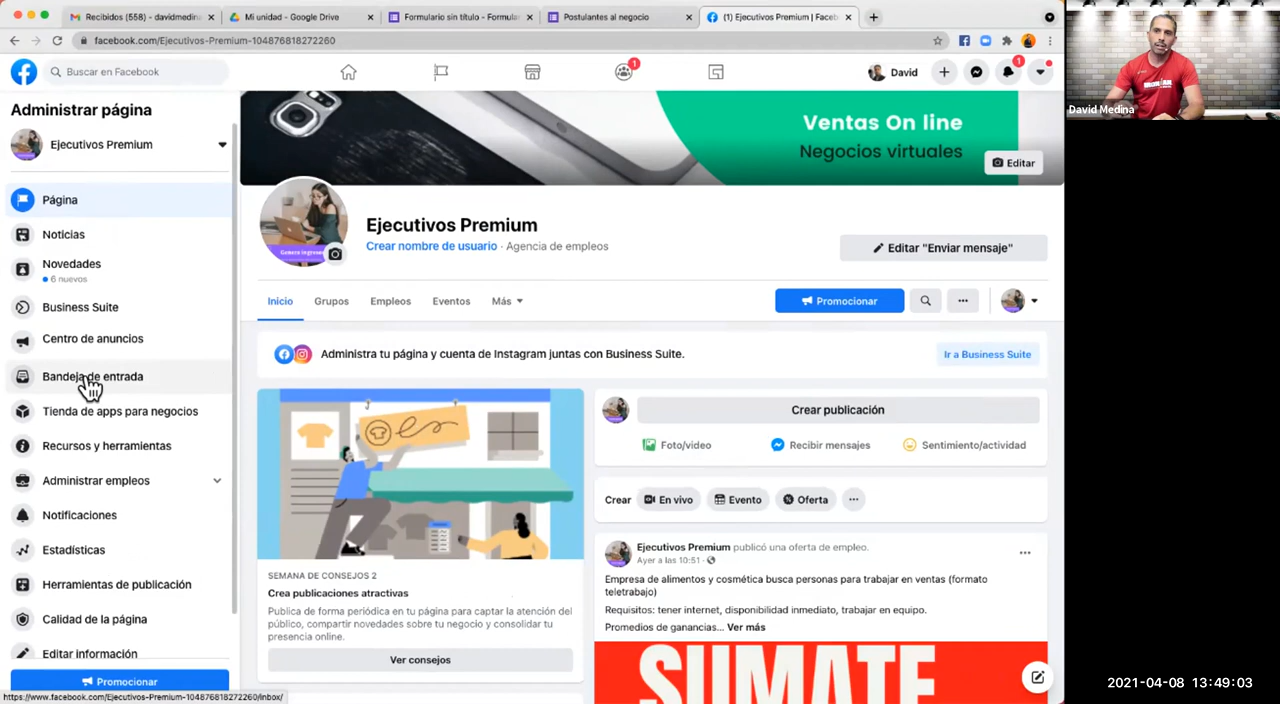 Recibidos (558) - davidmedina
Mi unidad - Google Drive
Formulario sin título - Formula
Postulantes al negocio
(1) Ejecutivos Premium | Faceb
facebook.com/Ejecutivos-Premium-104876818272260
Buscar en Facebook
1
David
1
David Medina
Administrar página
Ejecutivos Premium
Página
Noticias
Novedades
6 nuevos
Business Suite
Centro de anuncios
Bandeja de entrada
Tienda de apps para negocios
Recursos y herramientas
Administrar empleos
Notificaciones
Estadísticas
Herramientas de publicación
Calidad de la página
Editar información
Promocionar
https://www.facebook.com/Ejecutivos-Premium-104876818272260/inbox/
Ventas On line
Negocios virtuales
Editar
Ejecutivos Premium
Crear nombre de usuario · Agencia de empleos
Editar "Enviar mensaje"
Inicio
Grupos
Empleos
Eventos
Más
Promocionar
Administra tu página y cuenta de Instagram juntas con Business Suite.
Ir a Business Suite
SEMANA DE CONSEJOS 2
Crea publicaciones atractivas
Publica de forma periódica en tu página para captar la atención del
público, compartir novedades sobre tu negocio y consolidar tu
presencia online.
Ver consejos
Crear publicación
Foto/video
Recibir mensajes
Sentimiento/actividad
Crear
En vivo
Evento
Oferta
Ejecutivos Premium publicó una oferta de empleo.
Ayer a las 10:51
Empresa de alimentos y cosmética busca personas para trabajar en ventas (formato
teletrabajo)
Requisitos: tener internet, disponibilidad inmediato, trabajar en equipo.
Promedios de ganancias... Ver más
SUMATE
2021-04-08 13:49:03